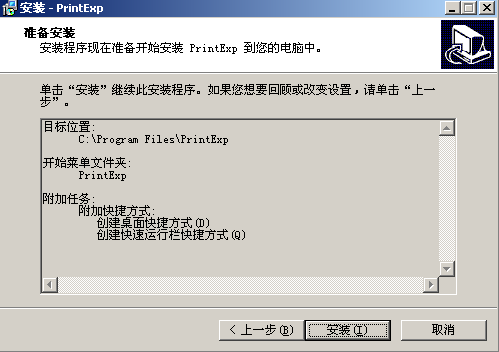 安装 - PrintExp
准备安装
安装程序现在准备开始安装 PrintExp 到您的电脑中。
单击“安装”继续此安装程序。如果您想要回顾或改变设置，请单击“上一
步”。
目标位置:
C:\Program Files\PrintExp
开始菜单文件夹:
PrintExp
附加任务:
附加快捷方式:
创建桌面快捷方式(D)
创建快速运行栏快捷方式(Q)
< 上一步(B)
安装(I)
取消